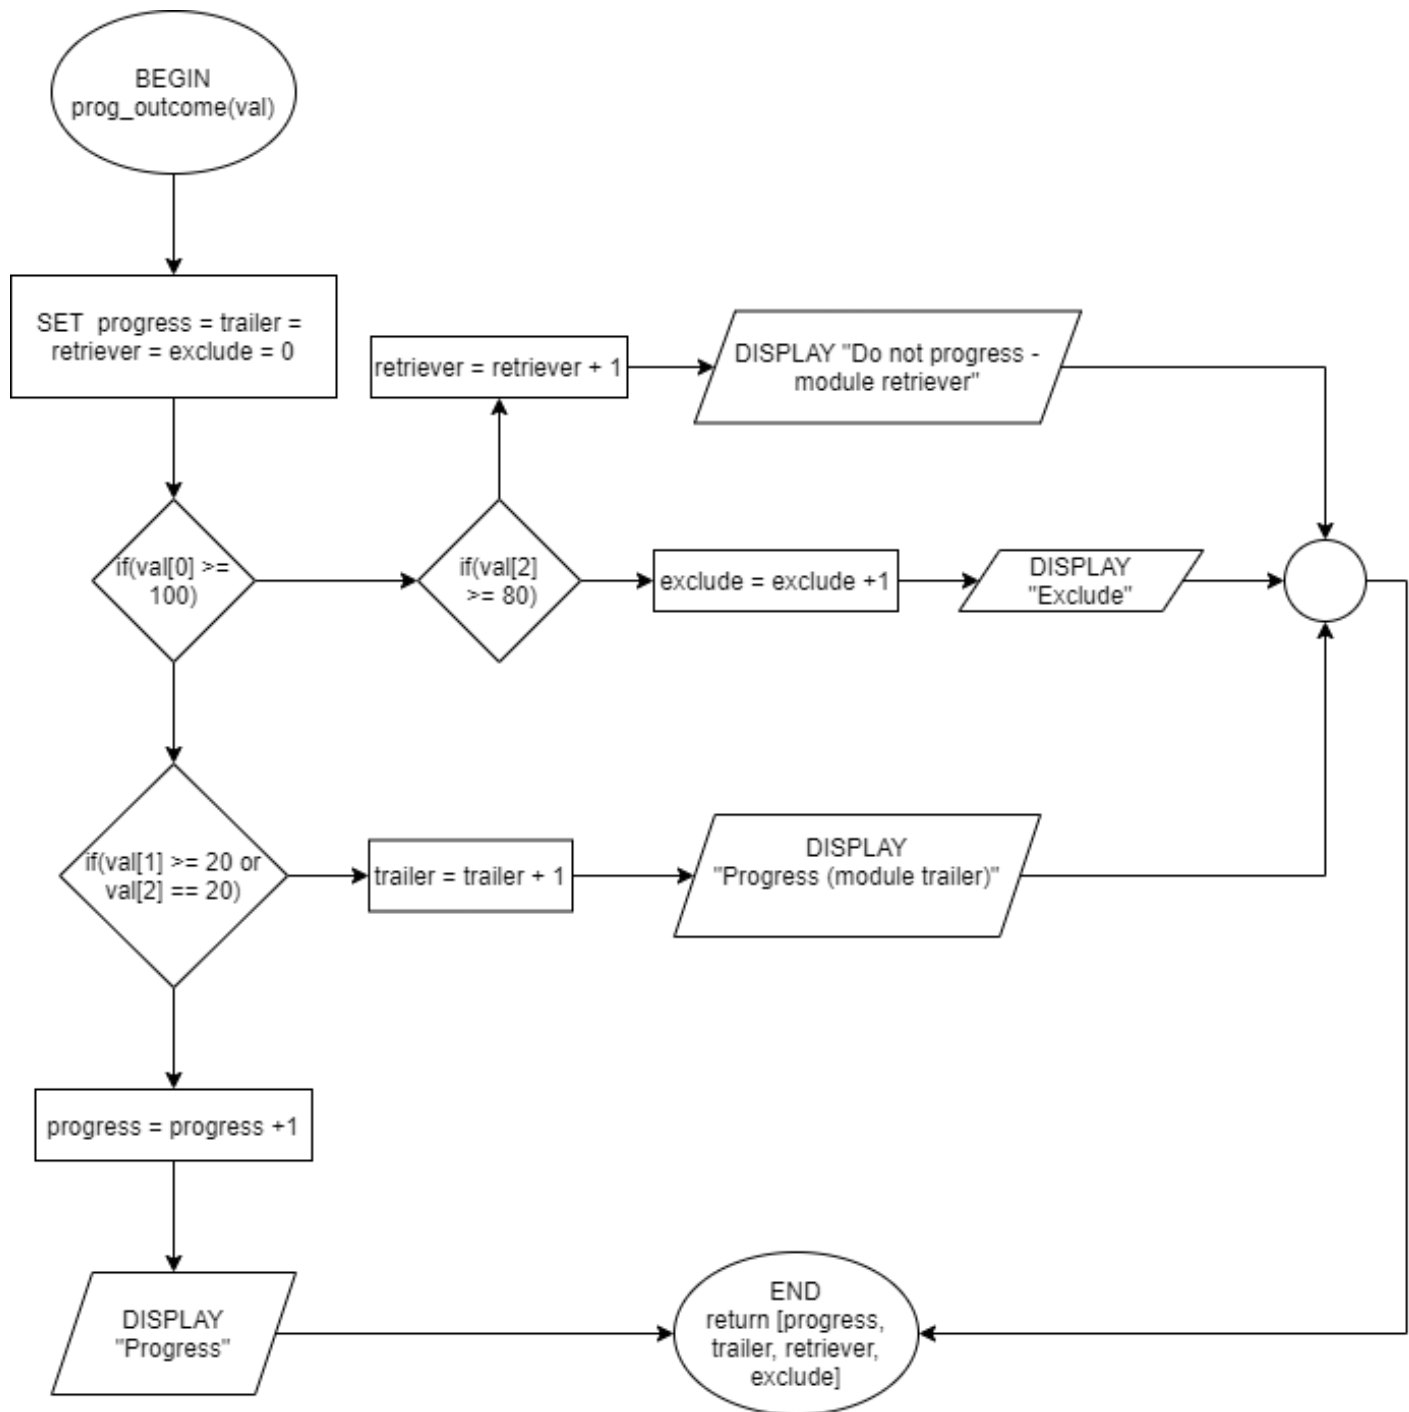 BEGIN
prog_outcome(val)
SET  progress = trailer =
retriever = exclude = 0
retriever = retriever + 1
DISPLAY "Do not progress -
module retriever"
if(val[0] >=
100)
if(val[2]
>= 80)
exclude = exclude +1
DISPLAY
"Exclude"
if(val[1] >= 20 or
val[2] == 20)
trailer = trailer + 1
DISPLAY
"Progress (module trailer)"
progress = progress +1
DISPLAY
"Progress"
END
return [progress,
trailer, retriever,
exclude]